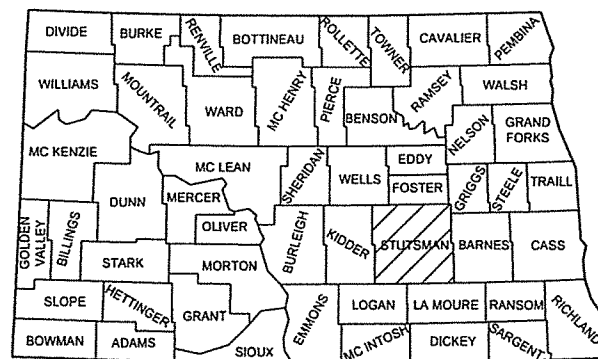 DIVIDE
BURKE
RENVILLE
BOTTINEAU
ROLLETTE
TOWNER
CAVALIER
PEMBINA
WILLIAMS
MOUNTRAIL
WARD
MC HENRY
PIERCE
BENSON
RAMSEY
WALSH
MC KENZIE
MC LEAN
SHERIDAN
WELLS
EDDY
FOSTER
NELSON
GRAND
FORKS
DUNN
MERCER
OLIVER
GRIGGS
STEELE
TRAILL
GOLDEN
VALLEY
BILLINGS
STARK
MORTON
BURLEIGH
KIDDER
STUTSMAN
BARNES
CASS
SLOPE
HETTINGER
GRANT
EMMONS
LOGAN
LA MOURE
RANSOM
RICHLAND
BOWMAN
ADAMS
SIOUX
MC INTOSH
DICKEY
SARGENT